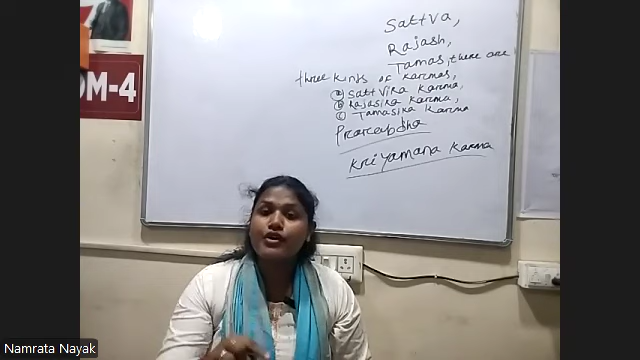 Sattva,
Rajash,
Tamas, there are
three kinds of karmas,
(a) Sattvika karma,
(b) Rajasika karma,
(c) Tamasika karma
Prarabdha
Kriyamana karma
OM-4
Namrata Nayak